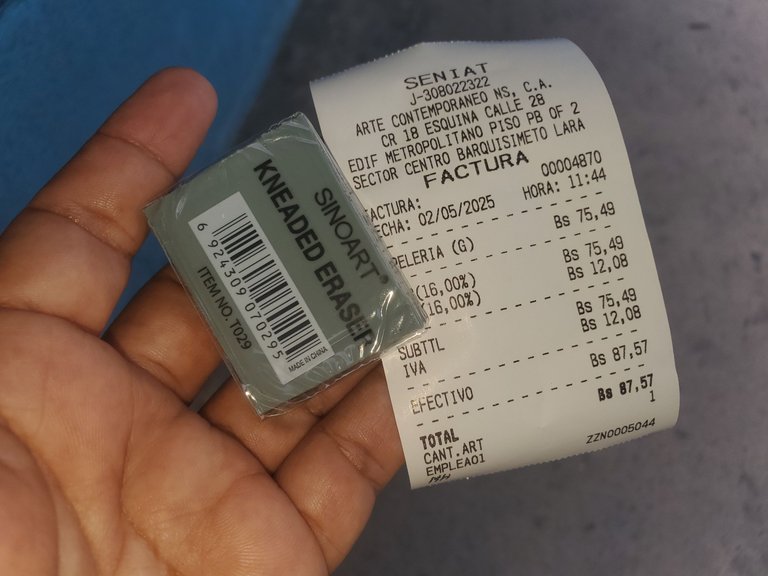 SINOART®
KNEADED ERASER
6 924309 070295
MADE IN CHINA
ITEM NO. T029
SENIAT
J-308022322
ARTE CONTEMPORANEO NS, C.A.
CR 18 ESQUINA CALLE 28
EDIF METROPOLITANO PISO PB OF 2
SECTOR CENTRO BARQUISIMETO LARA
FACTURA
ACTURA: 00004870
ECHA: 02/05/2025 HORA: 11:44
PELERIA (G) Bs 75,49
(16,00%) Bs 75,49
(16,00%) Bs 12,08
SUBTTL Bs 75,49
IVA Bs 12,08
EFECTIVO Bs 87,57
TOTAL Bs 87,57
CANT.ART 1
EMPLEA01
ZZN0005044